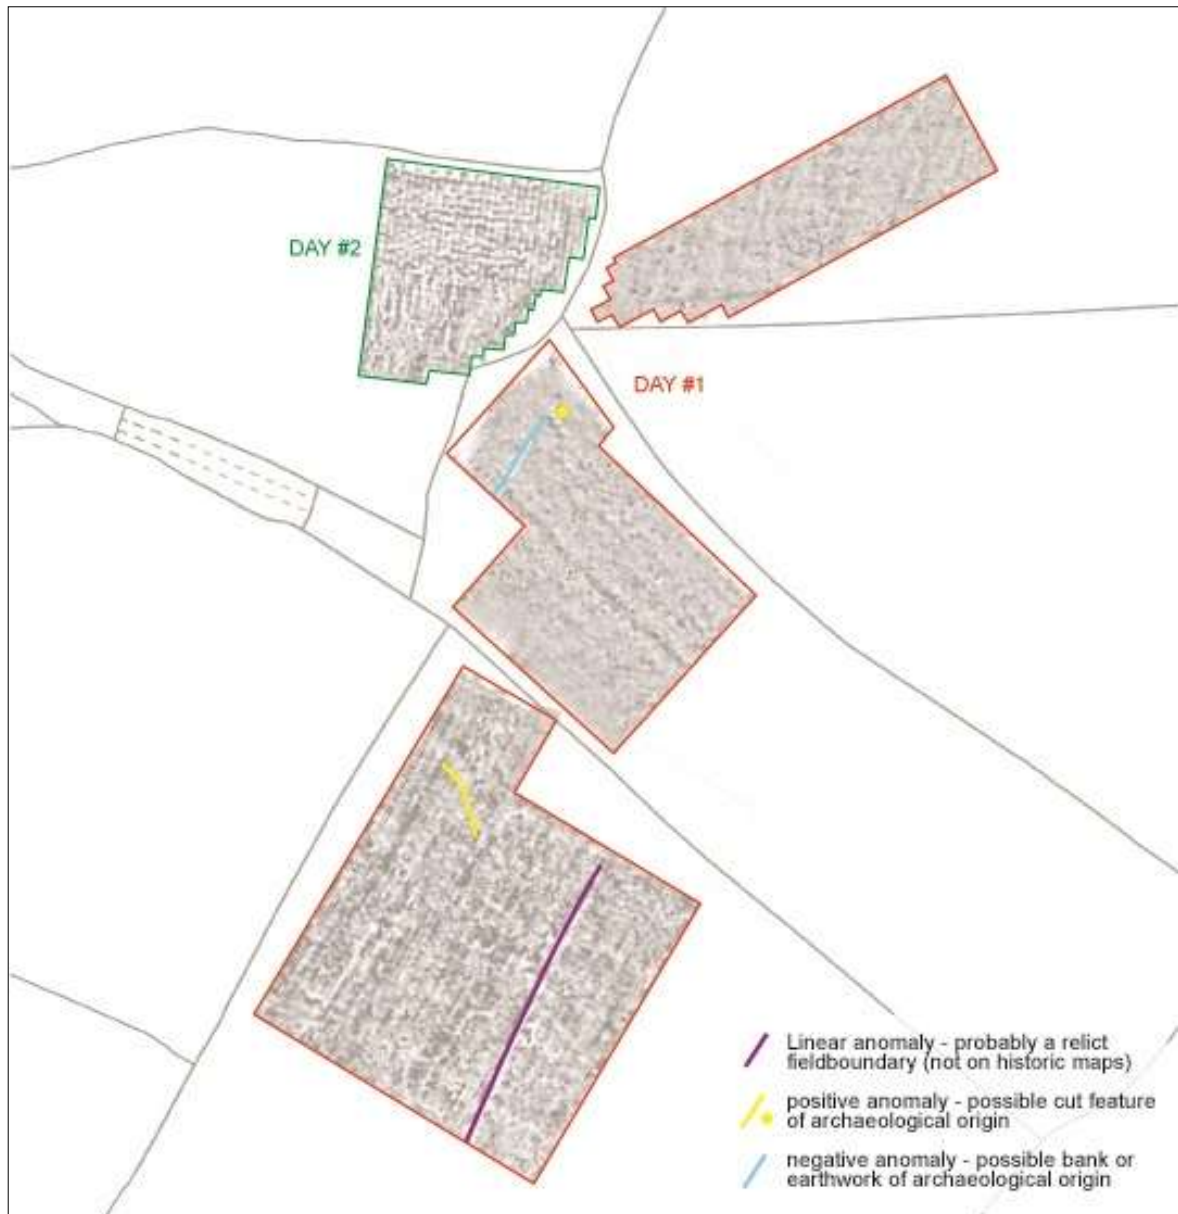 DAY #2
DAY #1
Linear anomaly - probably a relict
fieldboundary (not on historic maps)
positive anomaly - possible cut feature
of archaeological origin
negative anomaly - possible bank or
earthwork of archaeological origin